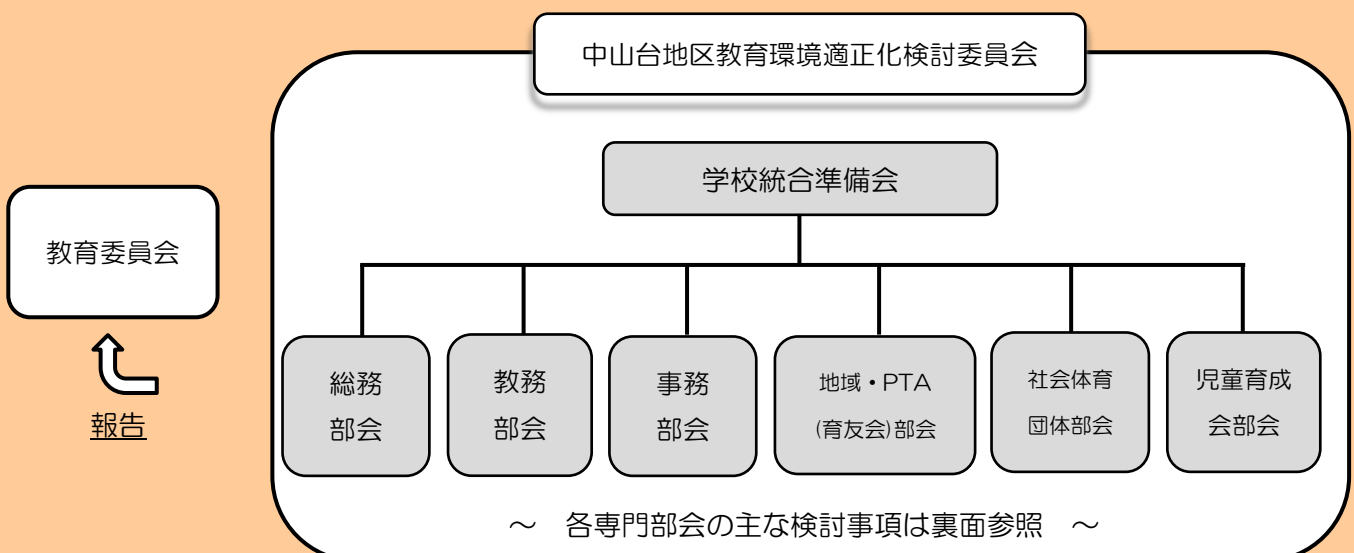 中山台地区教育環境適正化検討委員会
学校統合準備会
教育委員会
報告
総務
部会
教務
部会
事務
部会
地域・PTA
(育友会)部会
社会体育
団体部会
児童育成
会部会
～　各専門部会の主な検討事項は裏面参照　～